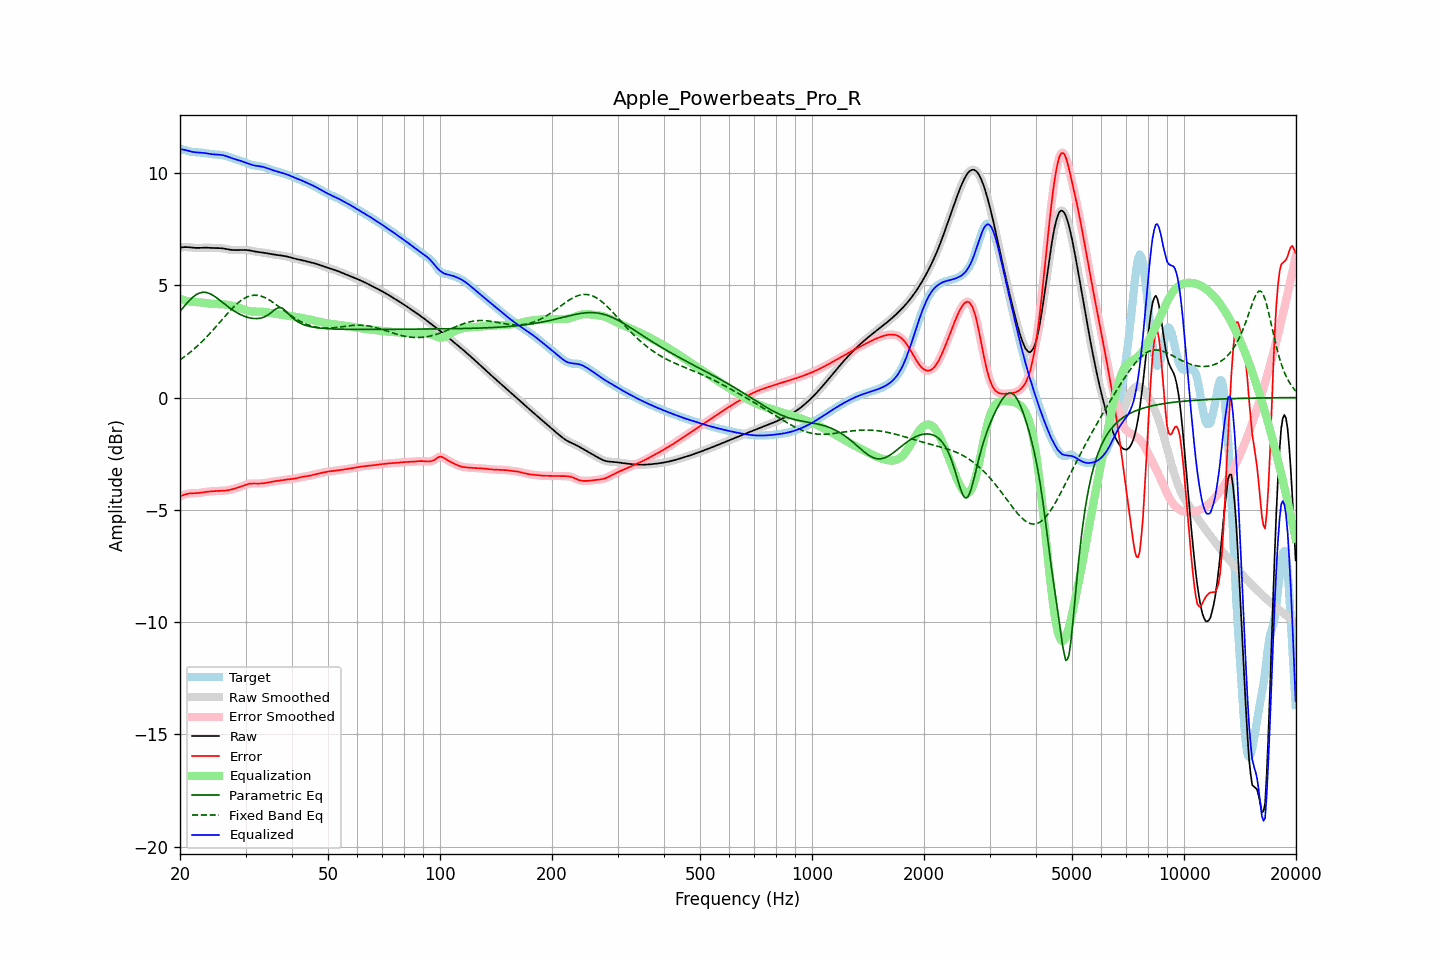 Apple_Powerbeats_Pro_R
Amplitude (dBr)
10
5
0
−5
−10
−15
−20
Target
Raw Smoothed
Error Smoothed
Raw
Error
Equalization
Parametric Eq
Fixed Band Eq
Equalized
20 50 100 200 500 1000 2000 5000 10000 20000
Frequency (Hz)